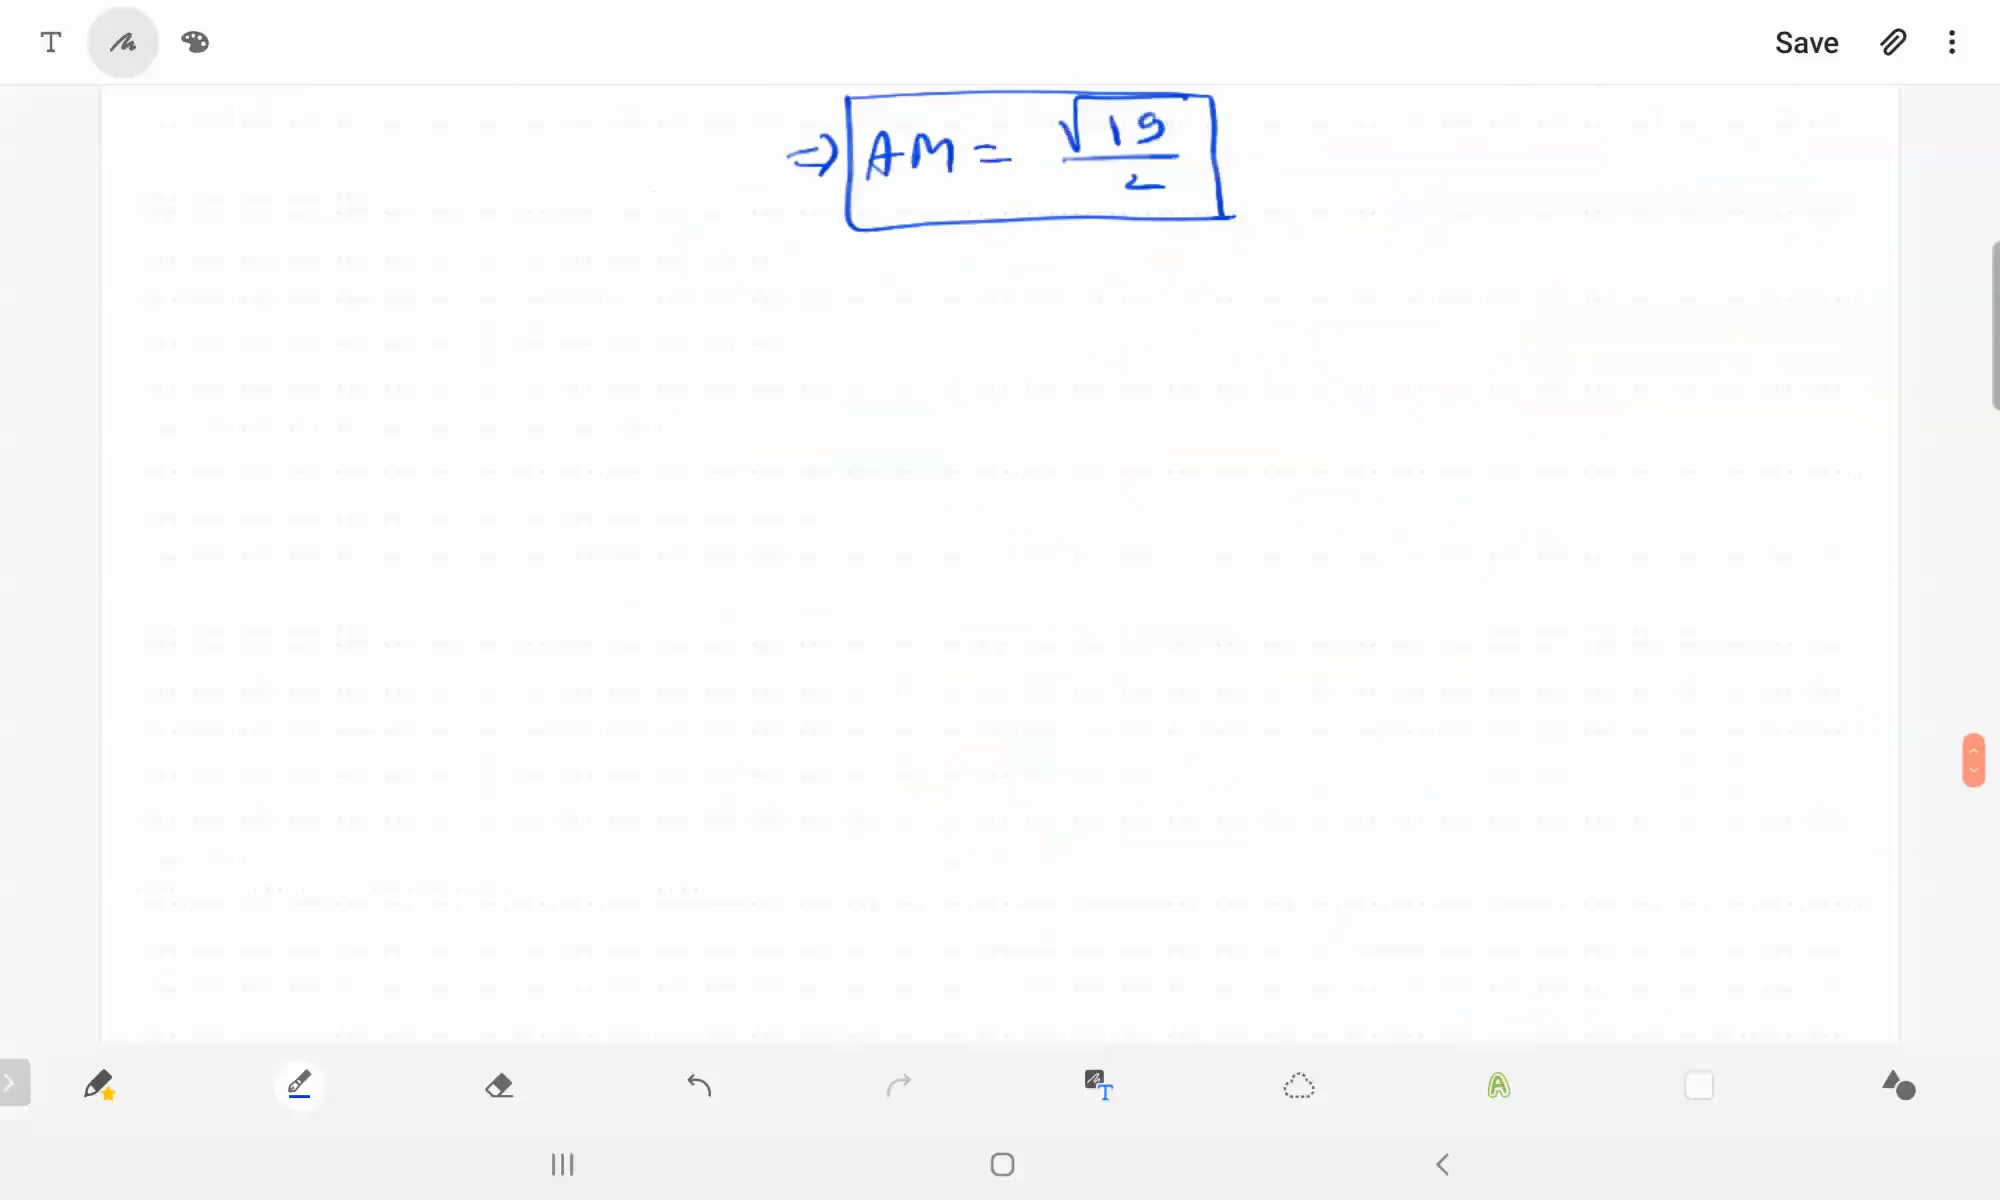 T Save
⇒ AM = √19/2